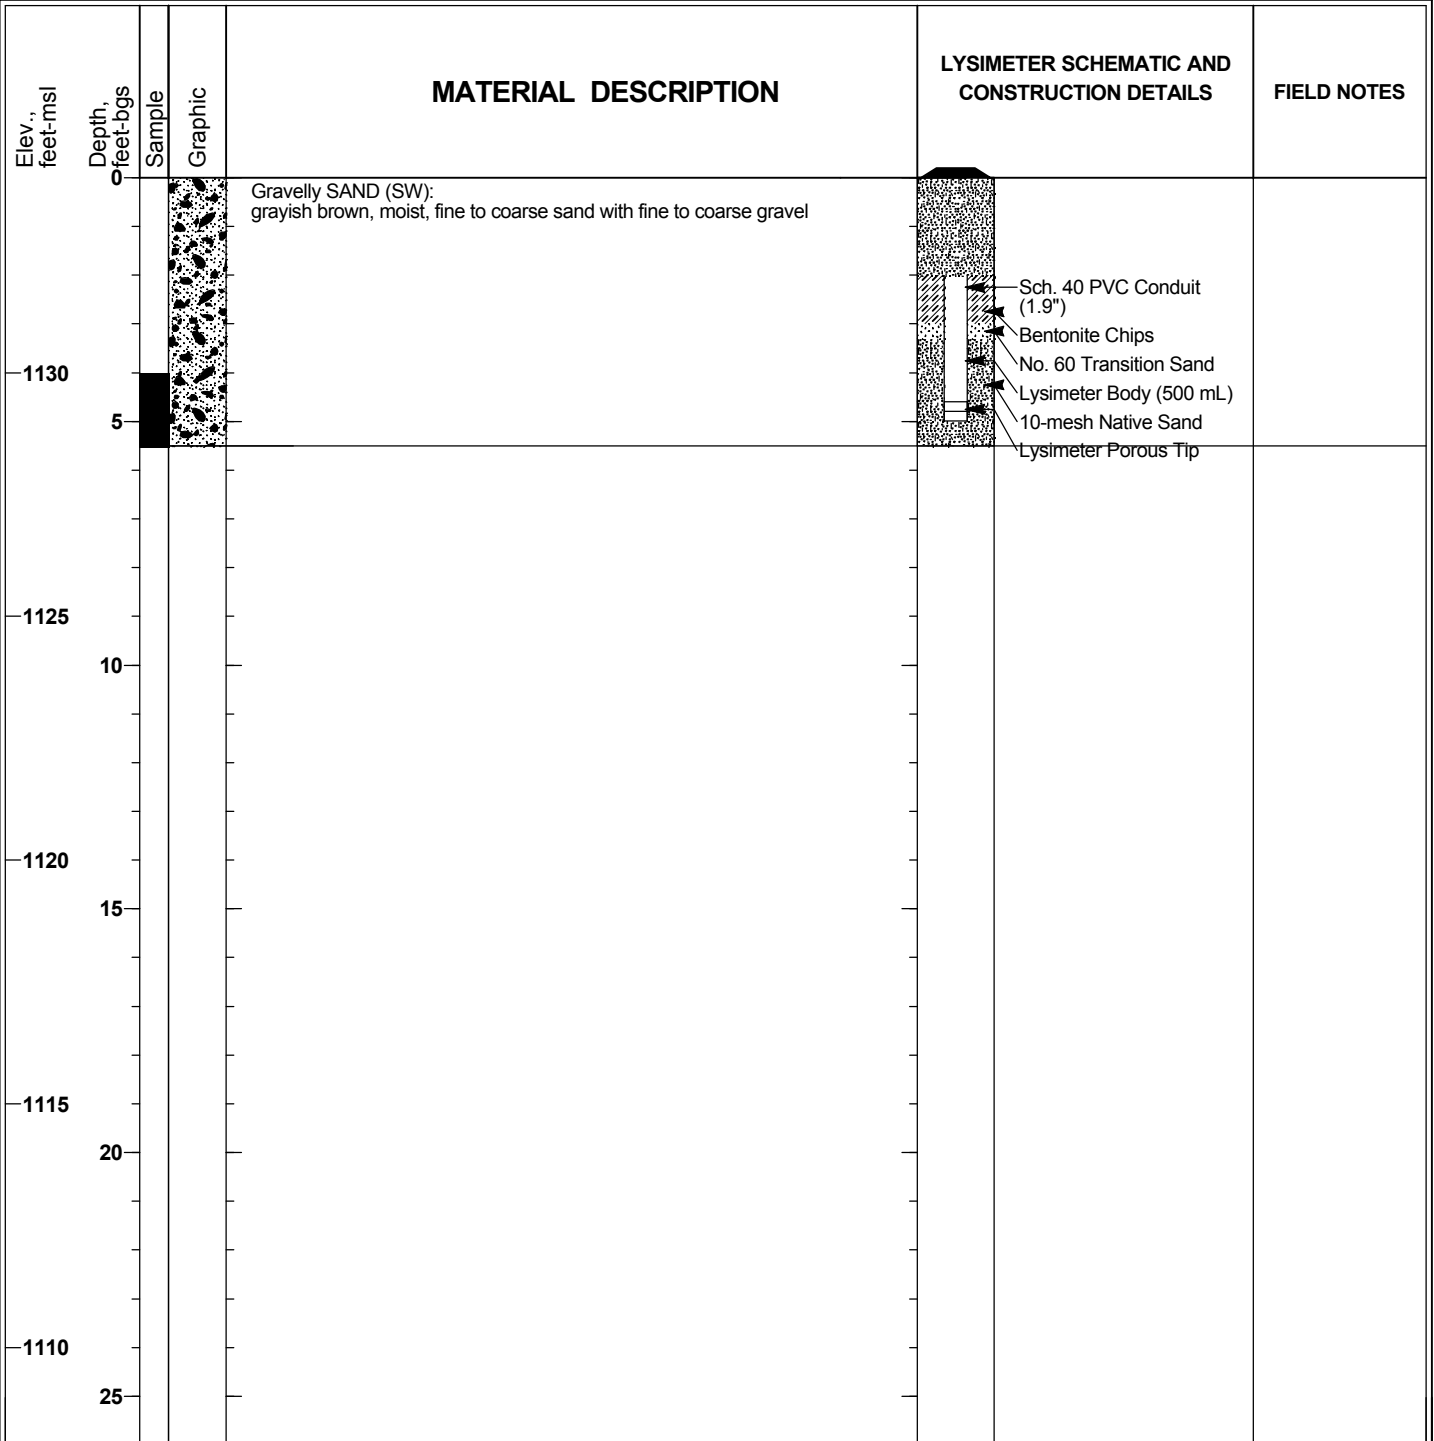 Elev.,
feet-msl
Depth,
feet-bgs
Sample
Graphic
MATERIAL DESCRIPTION
LYSIMETER SCHEMATIC AND
CONSTRUCTION DETAILS
FIELD NOTES
0
Gravelly SAND (SW):
grayish brown, moist, fine to coarse sand with fine to coarse gravel
Sch. 40 PVC Conduit
(1.9")
Bentonite Chips
No. 60 Transition Sand
1130
Lysimeter Body (500 mL)
5
10-mesh Native Sand
Lysimeter Porous Tip
1125
10
1120
15
1115
20
1110
25